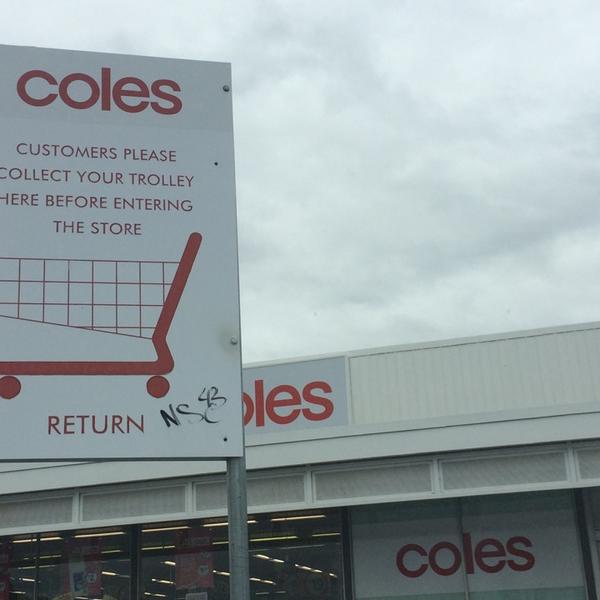 coles
CUSTOMERS PLEASE
COLLECT YOUR TROLLEY
HERE BEFORE ENTERING
THE STORE
RETURN
oles
coles